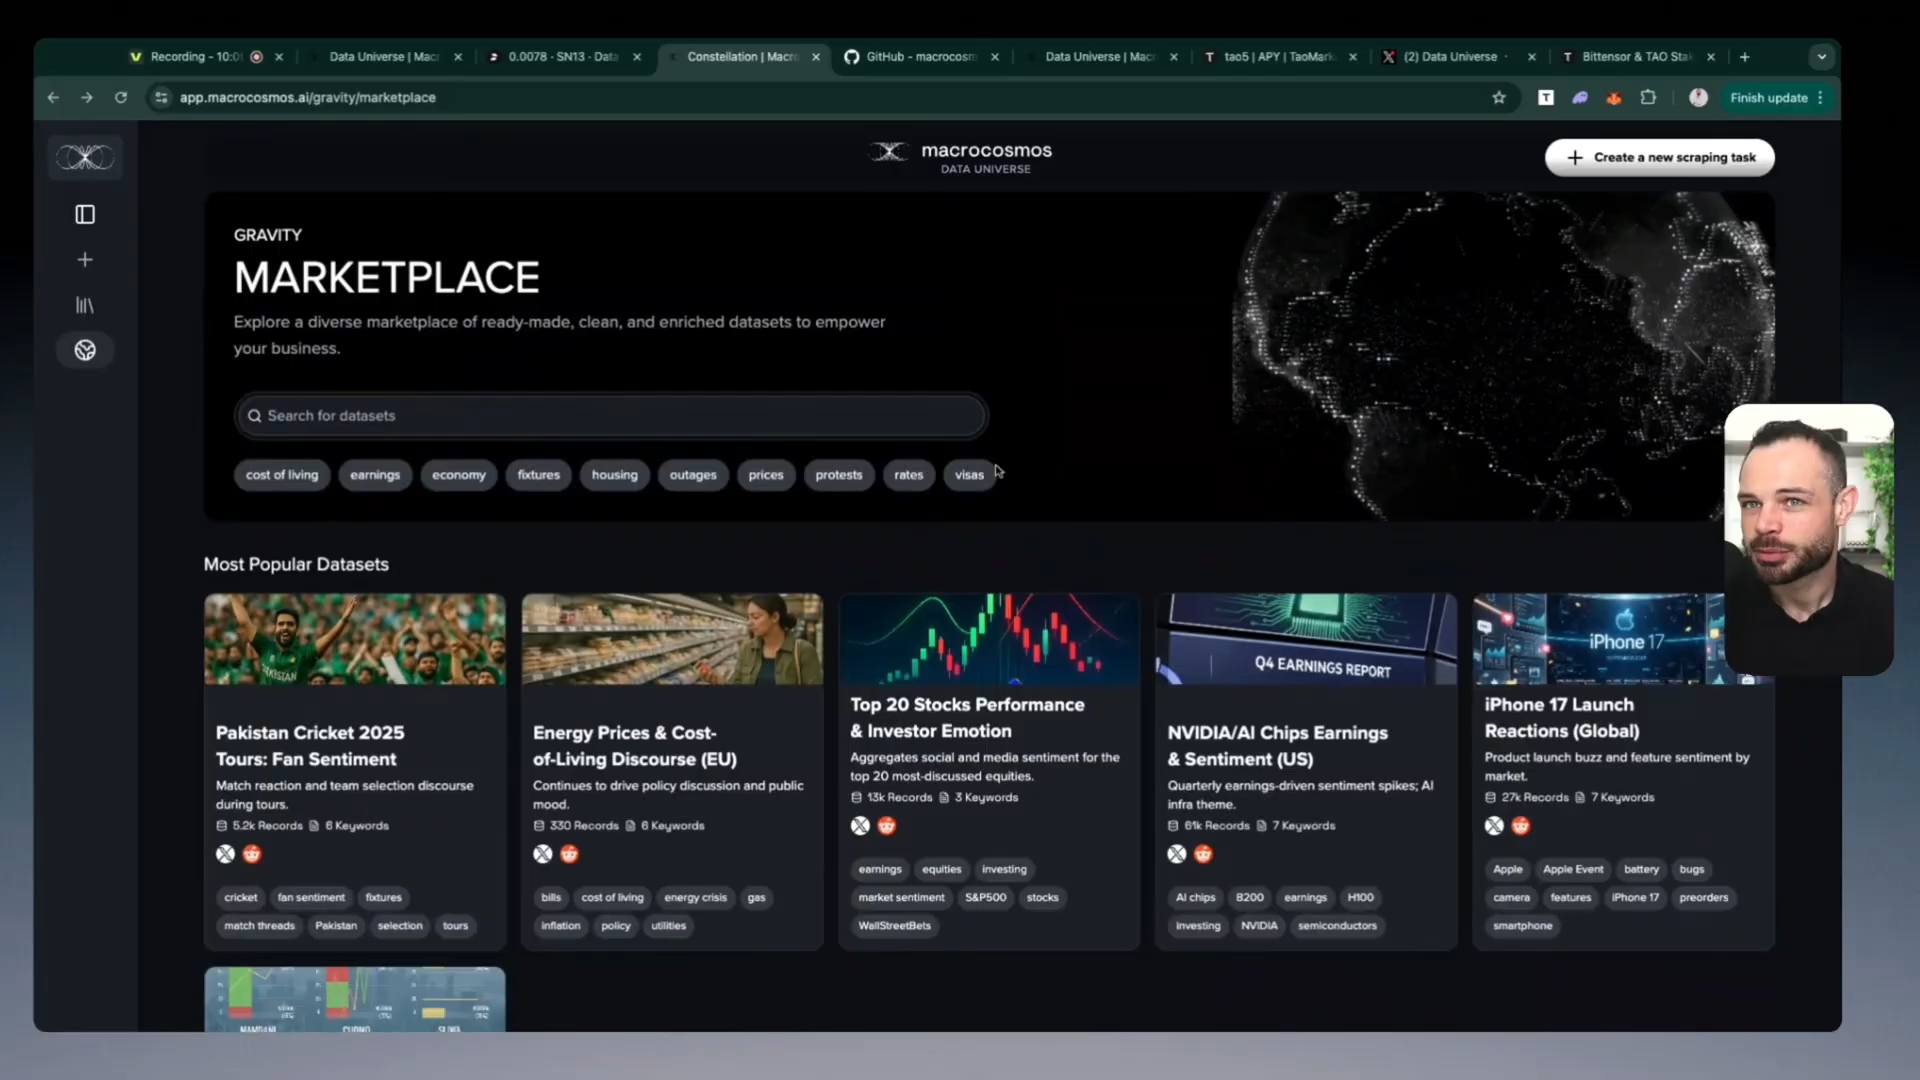 Recording - 10:0
Data Universe | Macr
0.0078 · SN13 · Data
Constellation | Macro
GitHub - macrocosm
Data Universe | Macr
tao5 | APY | TaoMark
(2) Data Universe ·
Bittensor & TAO Sta
app.macrocosmos.ai/gravity/marketplace
Finish update
macrocosmos
DATA UNIVERSE
Create a new scraping task
GRAVITY
MARKETPLACE
Explore a diverse marketplace of ready-made, clean, and enriched datasets to empower
your business.
Search for datasets
cost of living
earnings
economy
fixtures
housing
outages
prices
protests
rates
visas
Most Popular Datasets
PAKISTAN
Pakistan Cricket 2025
Tours: Fan Sentiment
Match reaction and team selection discourse
during tours.
5.2k Records 6 Keywords
cricket fan sentiment fixtures
match threads Pakistan selection tours
Energy Prices & Cost-
of-Living Discourse (EU)
Continues to drive policy discussion and public
mood.
330 Records 6 Keywords
bills cost of living energy crisis gas
inflation policy utilities
Top 20 Stocks Performance
& Investor Emotion
Aggregates social and media sentiment for the
top 20 most-discussed equities.
13k Records 3 Keywords
earnings equities investing
market sentiment S&P500 stocks
WallStreetBets
Q4 EARNINGS REPORT
NVIDIA/AI Chips Earnings
& Sentiment (US)
Quarterly earnings-driven sentiment spikes; AI
infra theme.
61k Records 7 Keywords
AI chips B200 earnings H100
investing NVIDIA semiconductors
iPhone 17
iPhone 17 Launch
Reactions (Global)
Product launch buzz and feature sentiment by
market.
27k Records 7 Keywords
Apple Apple Event battery bugs
camera features iPhone 17 preorders
smartphone
MAMDANI CUOMO SLIWA